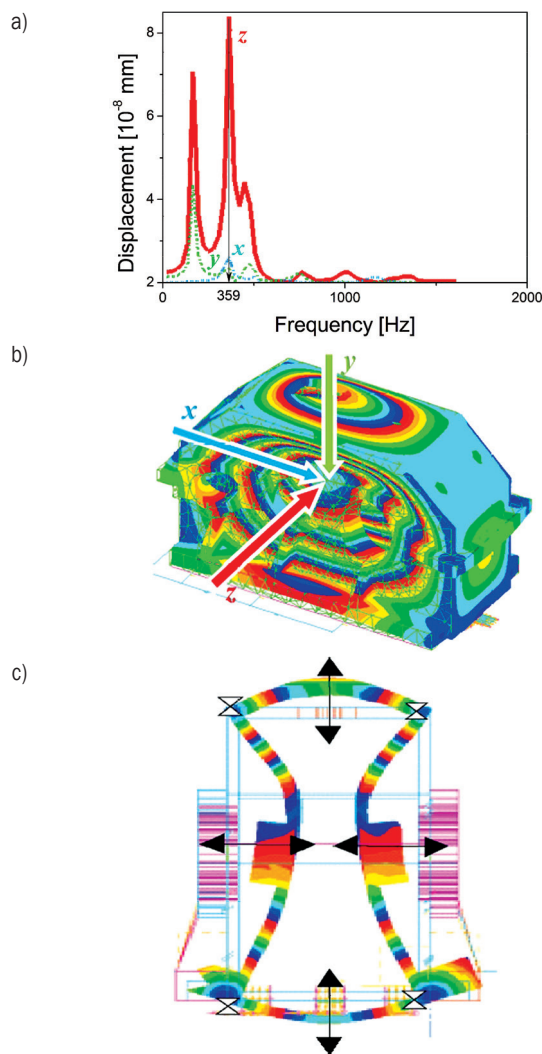 a)
Displacement [10⁻⁸ mm]
8
6
4
2
z
y
x
0
359
1000
2000
Frequency [Hz]
b)
y
x
z
c)